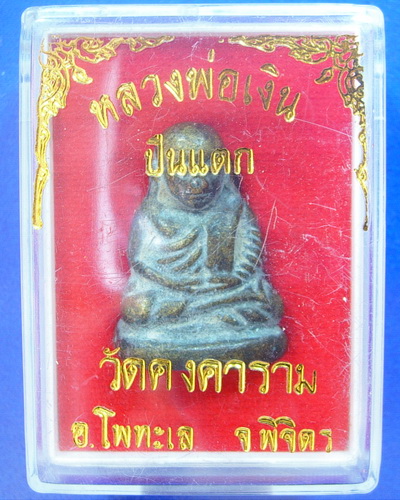 หลวงพ่อเงิน
ปืนแตก
วัดคงคาราม
อ.โพทะเล จ.พิจิตร